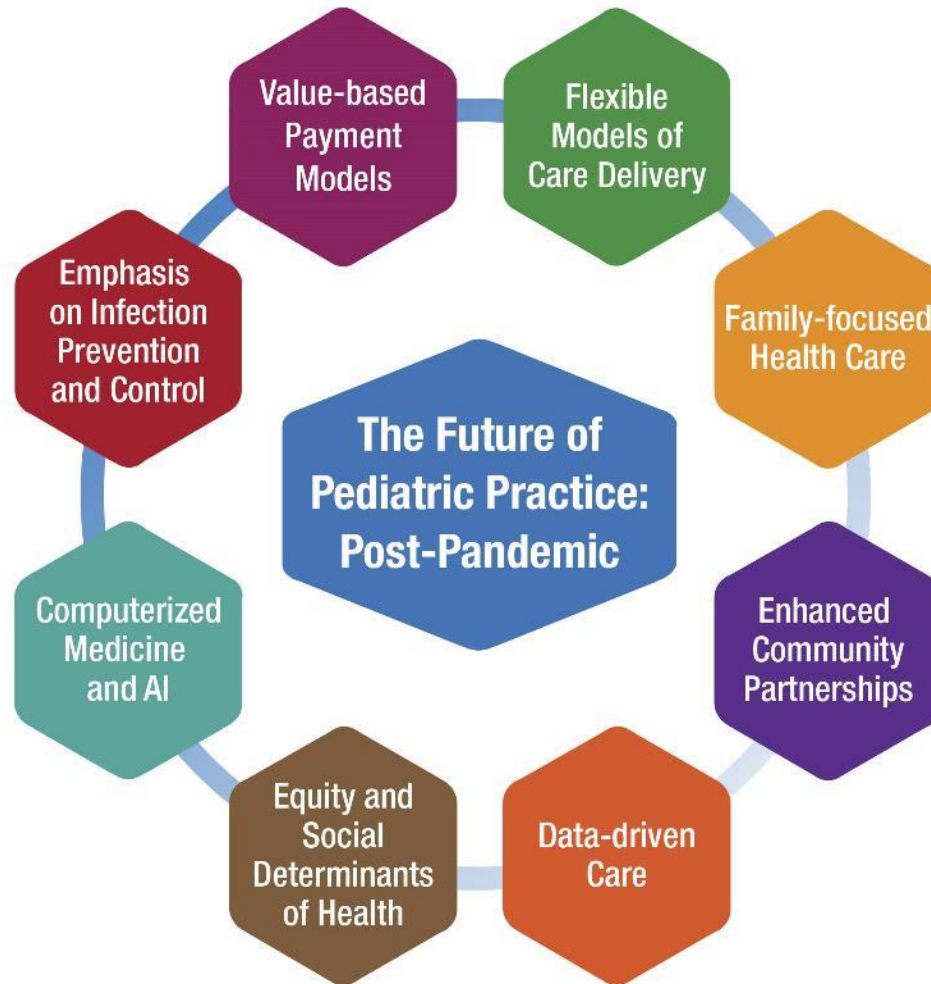 Value-based
Payment
Models
Flexible
Models of
Care Delivery
Family-focused
Health Care
Enhanced
Community
Partnerships
Data-driven
Care
Equity and
Social
Determinants
of Health
Computerized
Medicine
and AI
Emphasis
on Infection
Prevention
and Control
The Future of
Pediatric Practice:
Post-Pandemic